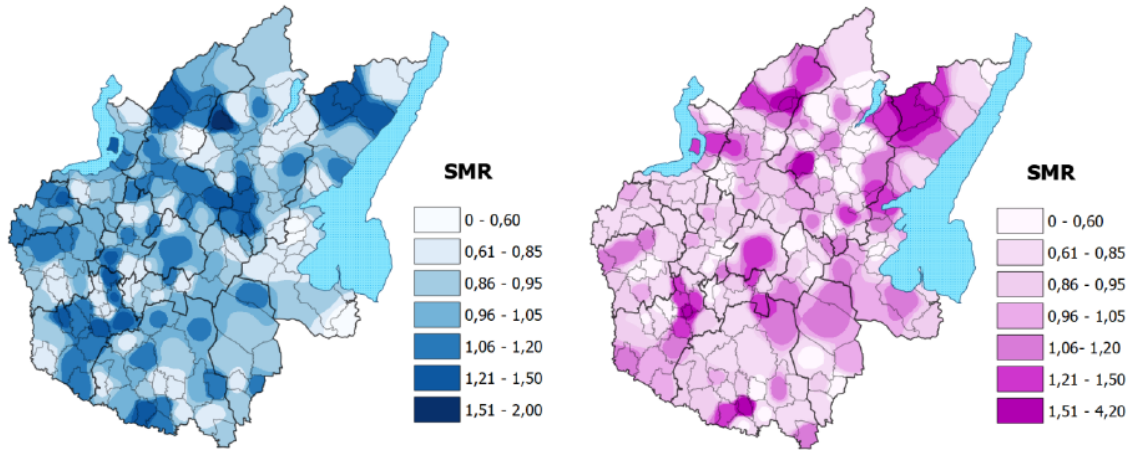 SMR
0 - 0,60
0,61 - 0,85
0,86 - 0,95
0,96 - 1,05
1,06 - 1,20
1,21 - 1,50
1,51 - 2,00
SMR
0 - 0,60
0,61 - 0,85
0,86 - 0,95
0,96 - 1,05
1,06- 1,20
1,21 - 1,50
1,51 - 4,20